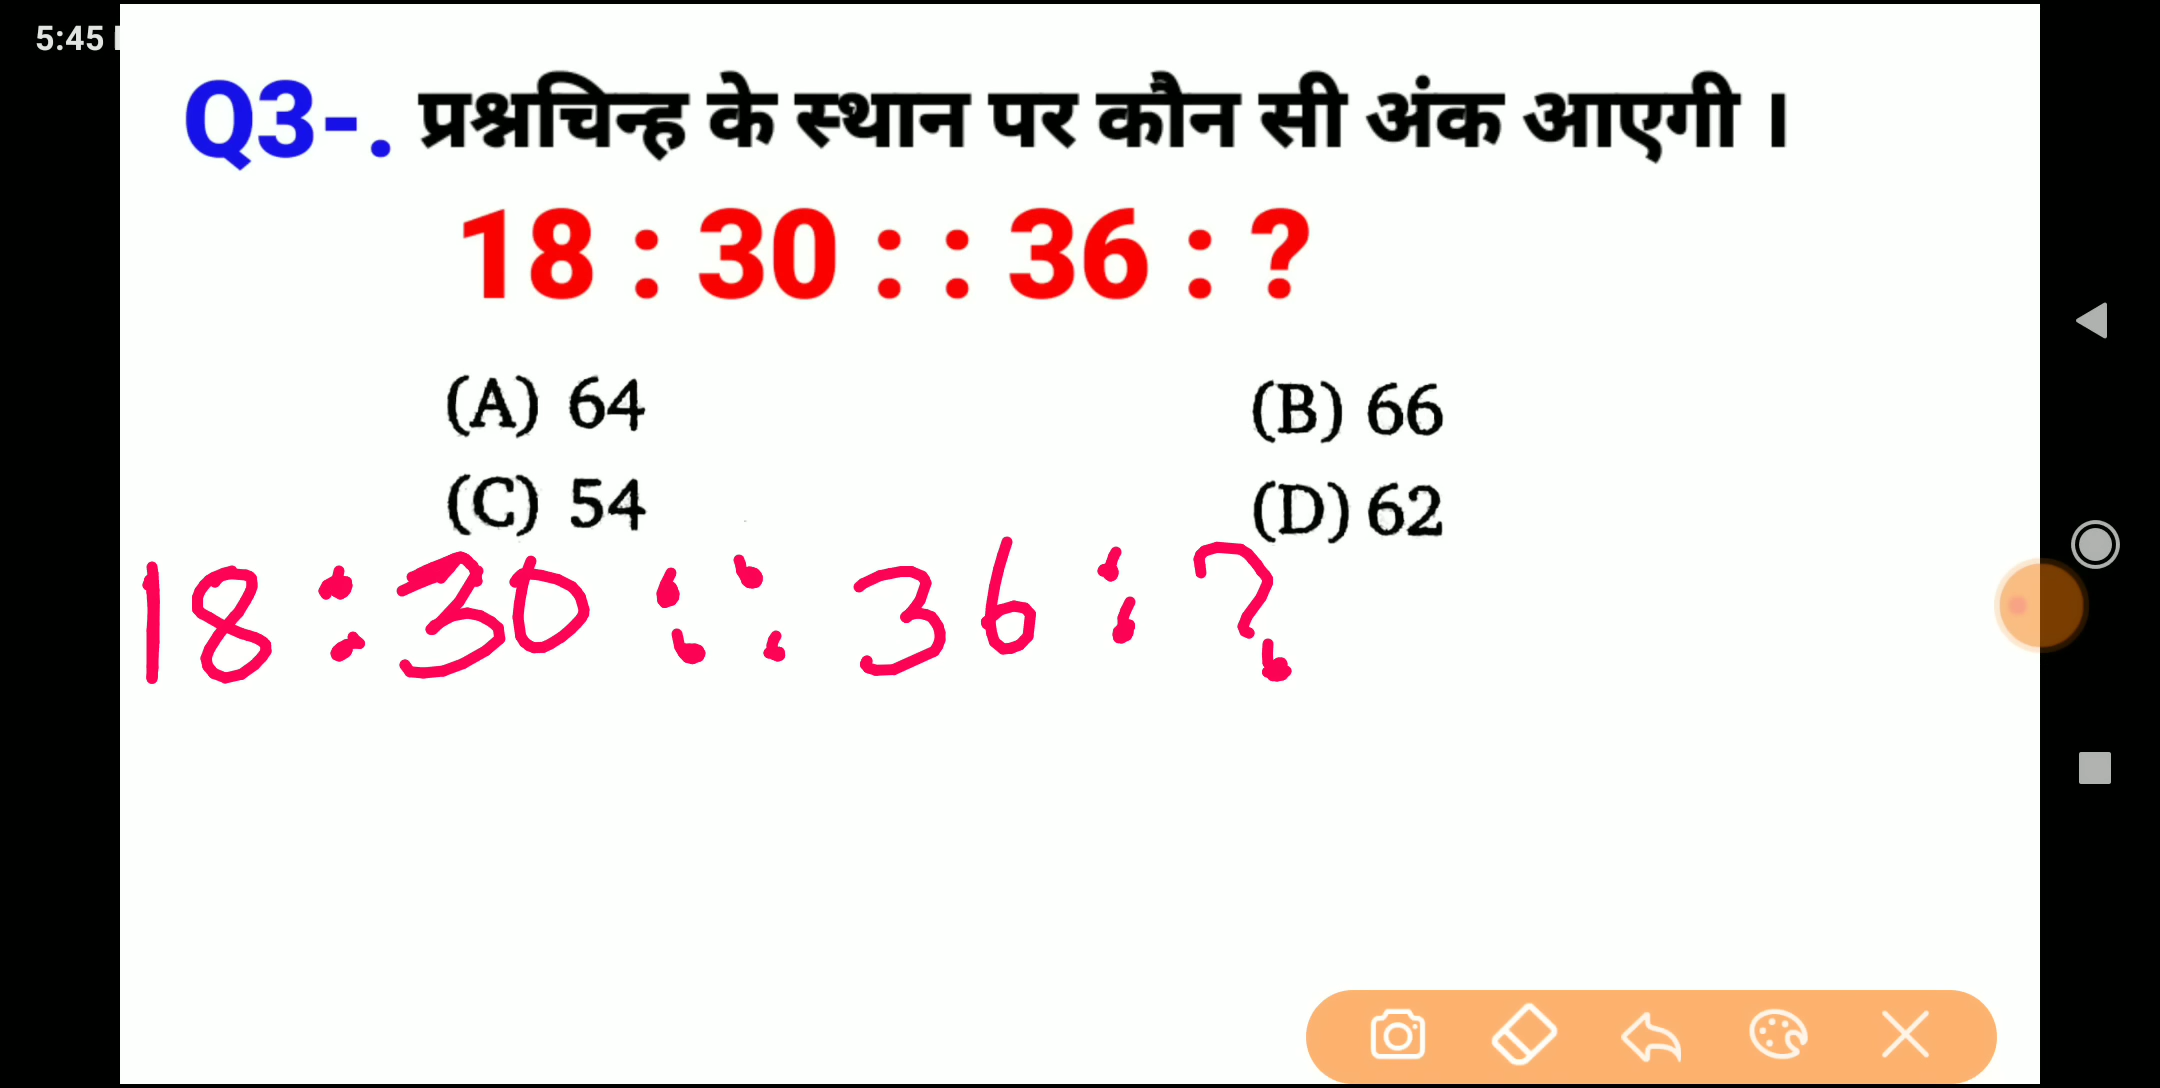 5:45
Q3-. प्रश्नचिन्ह के स्थान पर कौन सी अंक आएगी ।
18 : 30 : : 36 : ?
(A) 64 (B) 66
(C) 54 (D) 62
18 : 30 : : 36 : ?